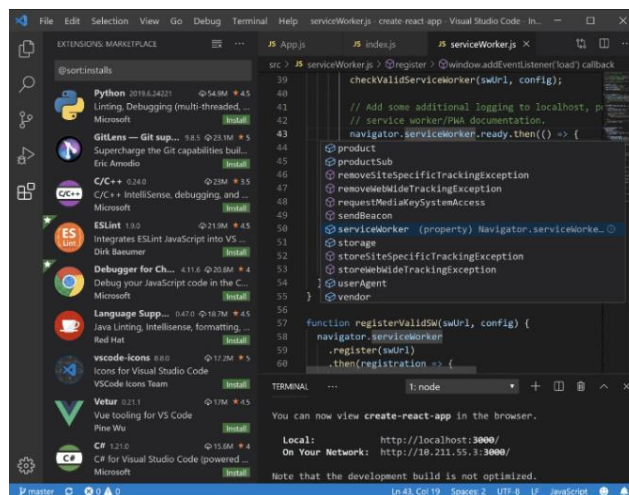 File Edit Selection View Go Debug Terminal Help serviceWorker.js - create-react-app - Visual Studio Code - In...
EXTENSIONS: MARKETPLACE
@sort:installs
Python 2019.6.24221 54.9M 4.5
Linting, Debugging (multi-threaded, ...
Microsoft Install
GitLens — Git sup... 9.8.5 23.1M 5
Supercharge the Git capabilities buil...
Eric Amodio Install
C/C++ 0.24.0 23M 3.5
C/C++ IntelliSense, debugging, and ...
Microsoft Install
ESLint 1.9.0 21.9M 4.5
Integrates ESLint JavaScript into VS ...
Dirk Baeumer Install
Debugger for Ch... 4.11.6 20.6M 4
Debug your JavaScript code in the C...
Microsoft Install
Language Supp... 0.47.0 18.7M 4.5
Java Linting, Intellisense, formatting, ...
Red Hat Install
vscode-icons 8.8.0 17.2M 5
Icons for Visual Studio Code
VSCode Icons Team Install
Vetur 0.21.1 17M 4.5
Vue tooling for VS Code
Pine Wu Install
C# 1.21.0 15.6M 4
C# for Visual Studio Code (powered ...
Microsoft Install
JS App.js JS index.js JS serviceWorker.js
src > JS serviceWorker.js > register > window.addEventListener('load') callback
39 checkValidServiceWorker(swUrl, config);
40
41 // Add some additional logging to localhost, p
42 // service worker/PWA documentation.
43 navigator.serviceWorker.ready.then(() => {
44 product
45 productSub
46 removeSiteSpecificTrackingException
47 removeWebWideTrackingException
48 requestMediaKeySystemAccess
49 sendBeacon
50 serviceWorker (property) Navigator.serviceWorke...
51 storage
52 storeSiteSpecificTrackingException
53 storeWebWideTrackingException
54 } userAgent
55 } vendor
56
57 function registerValidSW(swUrl, config) {
58 navigator.serviceWorker
59 .register(swUrl)
60 .then(registration => {
TERMINAL ... 1: node
You can now view create-react-app in the browser.
Local: http://localhost:3000/
On Your Network: http://10.211.55.3:3000/
Note that the development build is not optimized.
master 0 0 Ln 43, Col 19 Spaces: 2 UTF-8 LF JavaScript